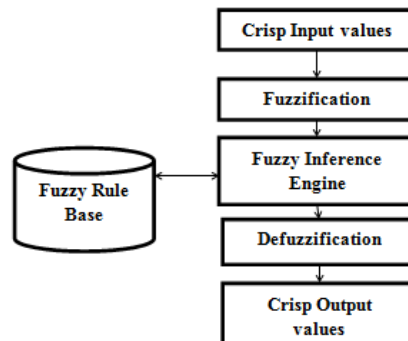 Crisp Input values
Fuzzification
Fuzzy Inference
Engine
Fuzzy Rule
Base
Defuzzification
Crisp Output
values